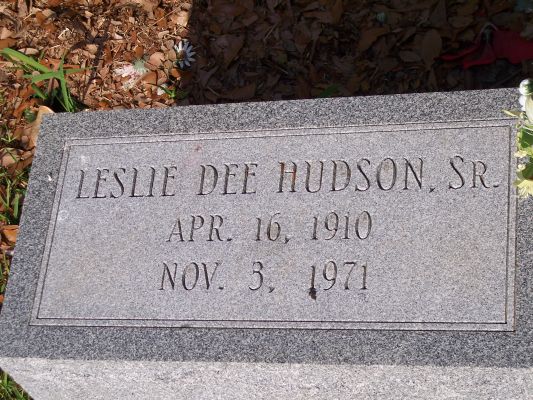 LESLIE DEE HUDSON, SR.
APR. 16, 1910
NOV. 3, 1971